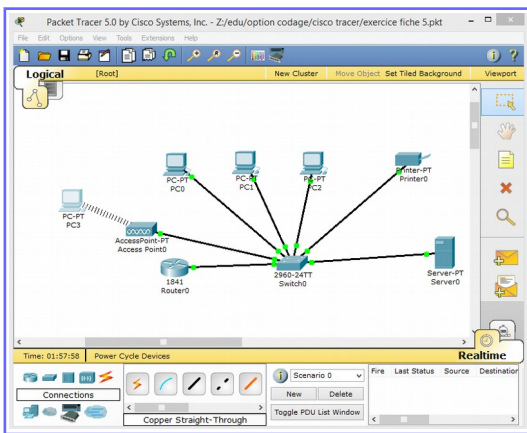 Packet Tracer 5.0 by Cisco Systems, Inc. - Z:/edu/option codage/cisco tracer/exercice fiche 5.pkt
File Edit Options View Tools Extensions Help
Logical [Root] New Cluster Move Object Set Tiled Background Viewport
PC-PT
PC0
PC1
PC-PT
PC2
Printer-PT
Printer0
PC-PT
PC3
AccessPoint-PT
Access Point0
1841
Router0
2960-24TT
Switch0
Server-PT
Server0
Time: 01:57:58 Power Cycle Devices Realtime
Connections
Copper Straight-Through
Scenario 0
New Delete
Toggle PDU List Window
Fire Last Status Source Destination